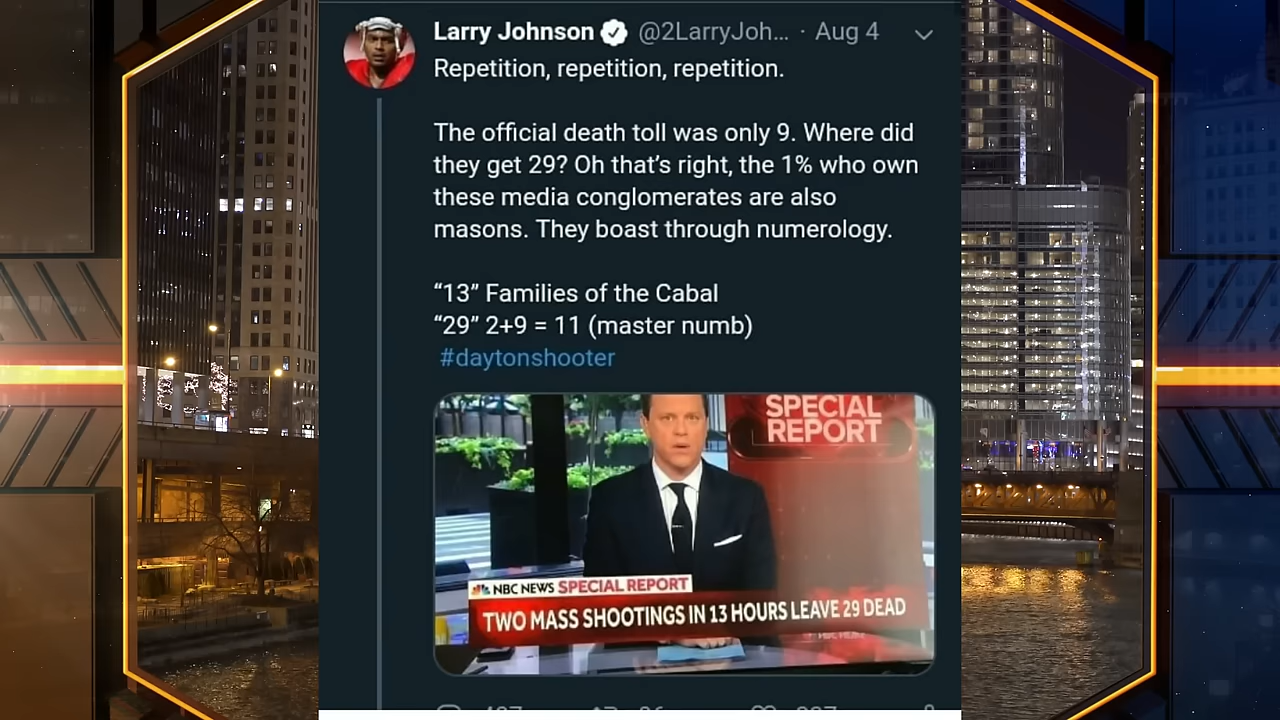 Larry Johnson @2LarryJoh... · Aug 4
Repetition, repetition, repetition.
The official death toll was only 9. Where did
they get 29? Oh that's right, the 1% who own
these media conglomerates are also
masons. They boast through numerology.
“13” Families of the Cabal
“29” 2+9 = 11 (master numb)
#daytonshooter
SPECIAL
REPORT
NBC NEWS SPECIAL REPORT
TWO MASS SHOOTINGS IN 13 HOURS LEAVE 29 DEAD